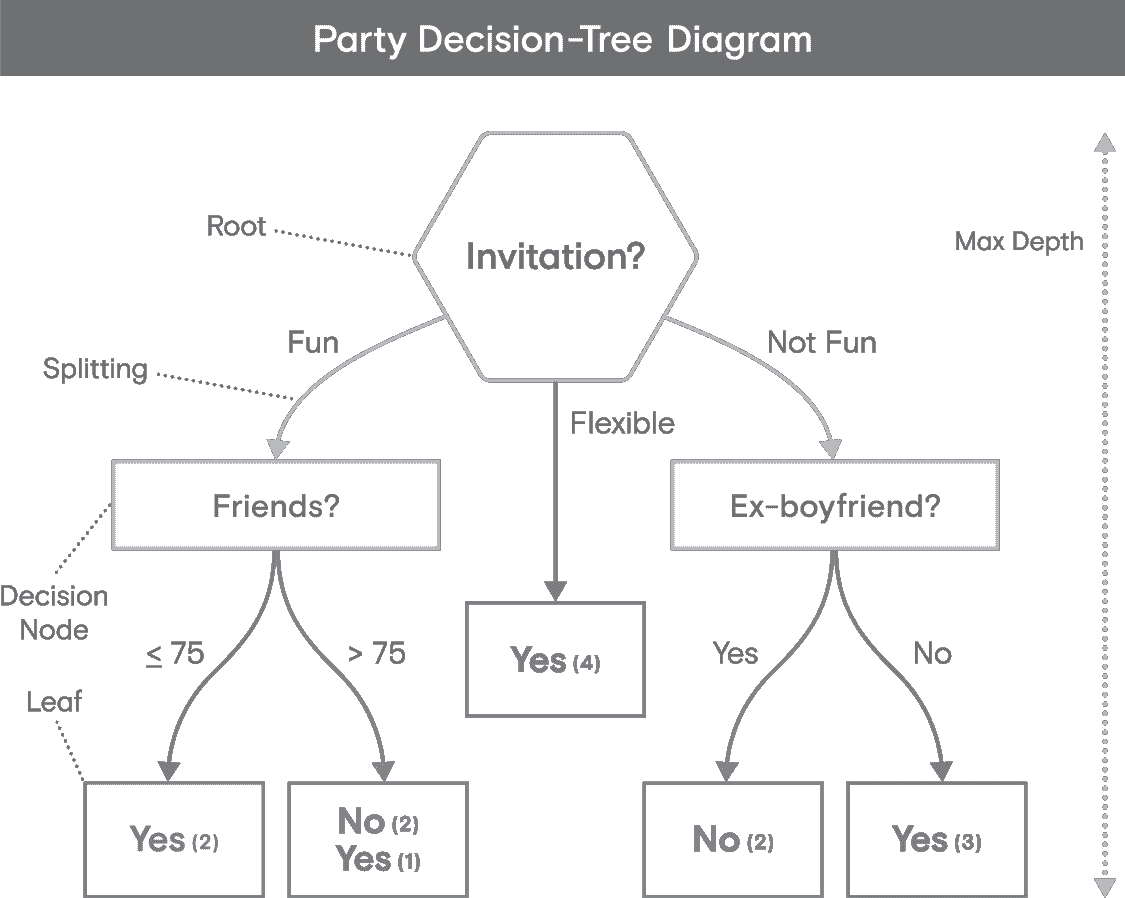 Party Decision-Tree Diagram
Root
Invitation?
Max Depth
Fun
Not Fun
Splitting
Flexible
Friends?
Ex-boyfriend?
Decision
Node
≤ 75
> 75
Yes (4)
Yes
No
Leaf
Yes (2)
No (2)
Yes (1)
No (2)
Yes (3)